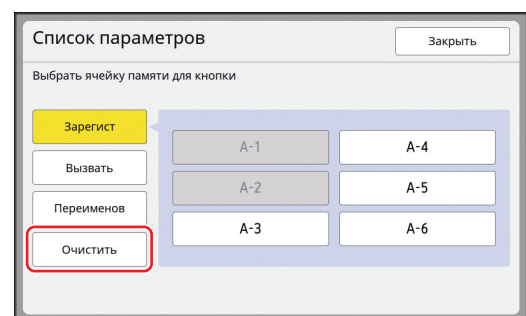 Список параметров
Закрыть
Выбрать ячейку памяти для кнопки
Зарегист
Вызвать
Переименов
Очистить
A-1
A-4
A-2
A-5
A-3
A-6